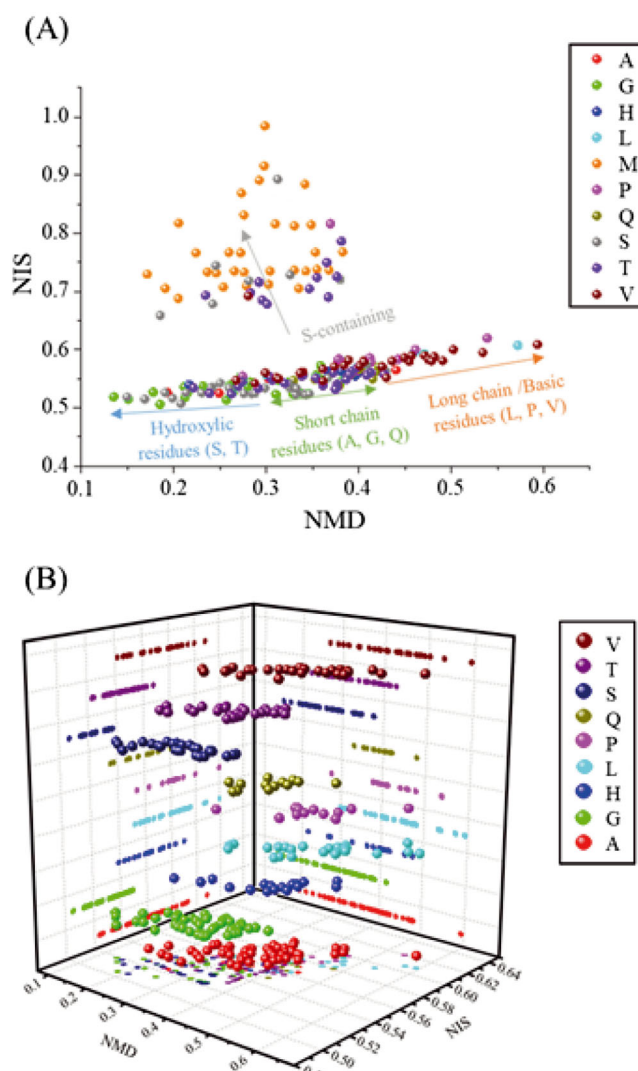 (A)
A
G
H
L
M
P
Q
S
T
V
1.0
0.9
0.8
0.7
0.6
0.5
0.4
NIS
S-containing
Hydroxylic
residues (S, T)
Short chain
residues (A, G, Q)
Long chain /Basic
residues (L, P, V)
0.1
0.2
0.3
0.4
0.5
0.6
NMD
(B)
V
T
S
Q
P
L
H
G
A
0.1
0.2
0.3
0.4
0.5
0.6
NMD
0.50
0.52
0.54
0.56
0.58
0.60
0.62
0.64
NIS